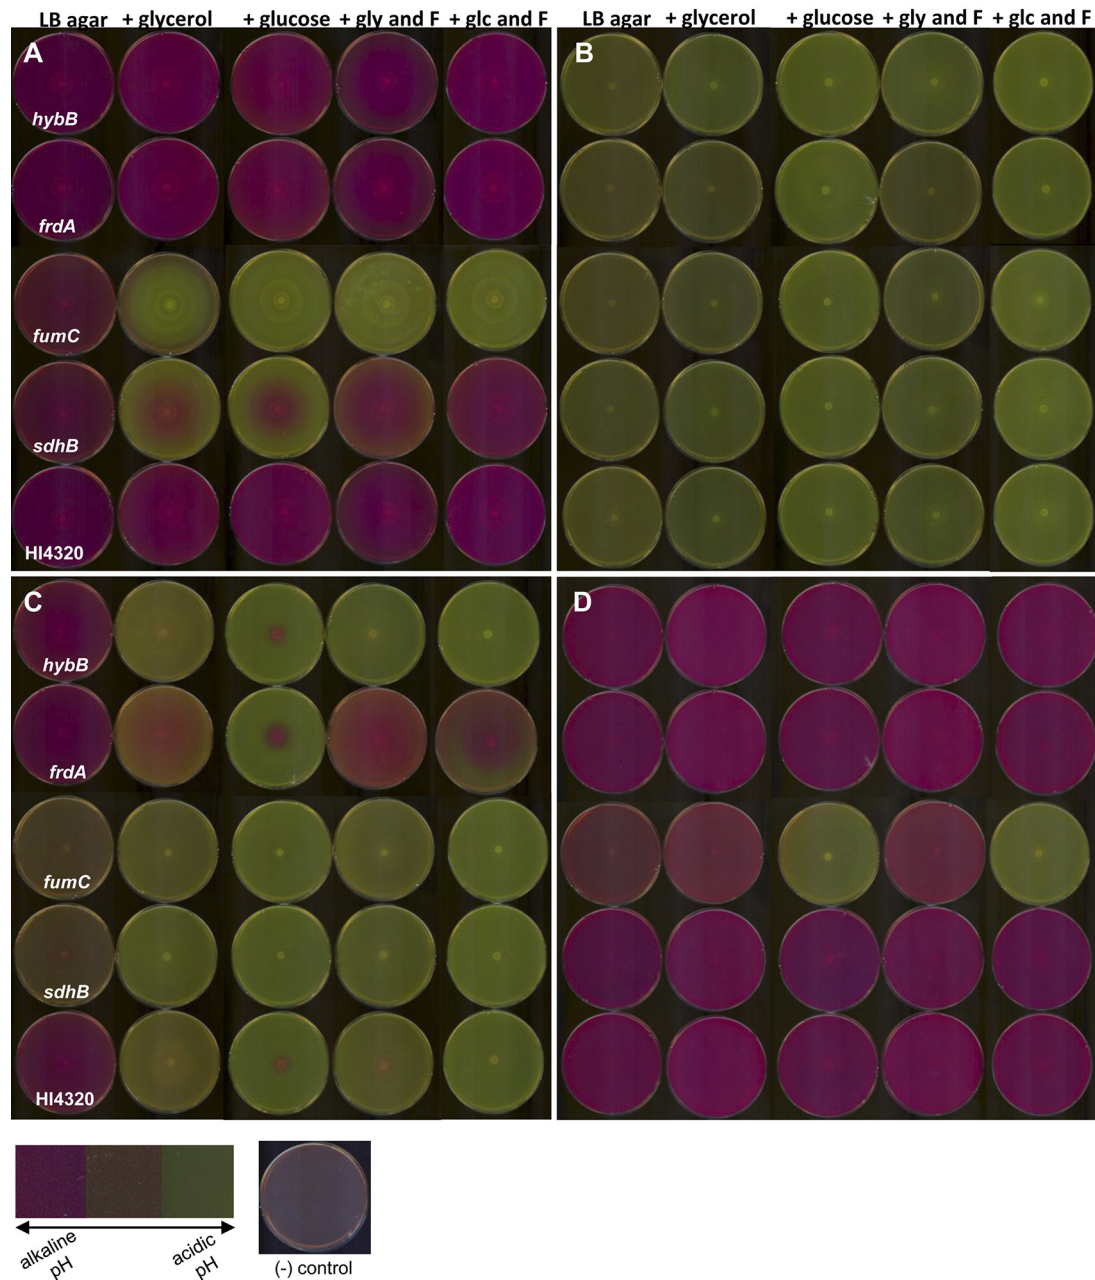 LB agar + glycerol + glucose + gly and F + glc and F LB agar + glycerol + glucose + gly and F + glc and F
A B
hybB
frdA
fumC
sdhB
HI4320
C D
hybB
frdA
fumC
sdhB
HI4320
alkaline pH
acidic pH
(-) control